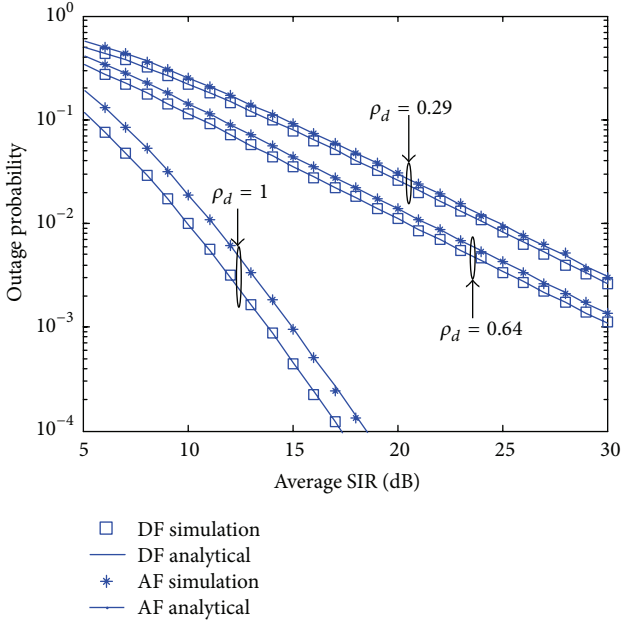 10^0
10^-1
10^-2
10^-3
10^-4
Outage probability
ρ_d = 0.29
ρ_d = 1
ρ_d = 0.64
5 10 15 20 25 30
Average SIR (dB)
DF simulation
DF analytical
AF simulation
AF analytical